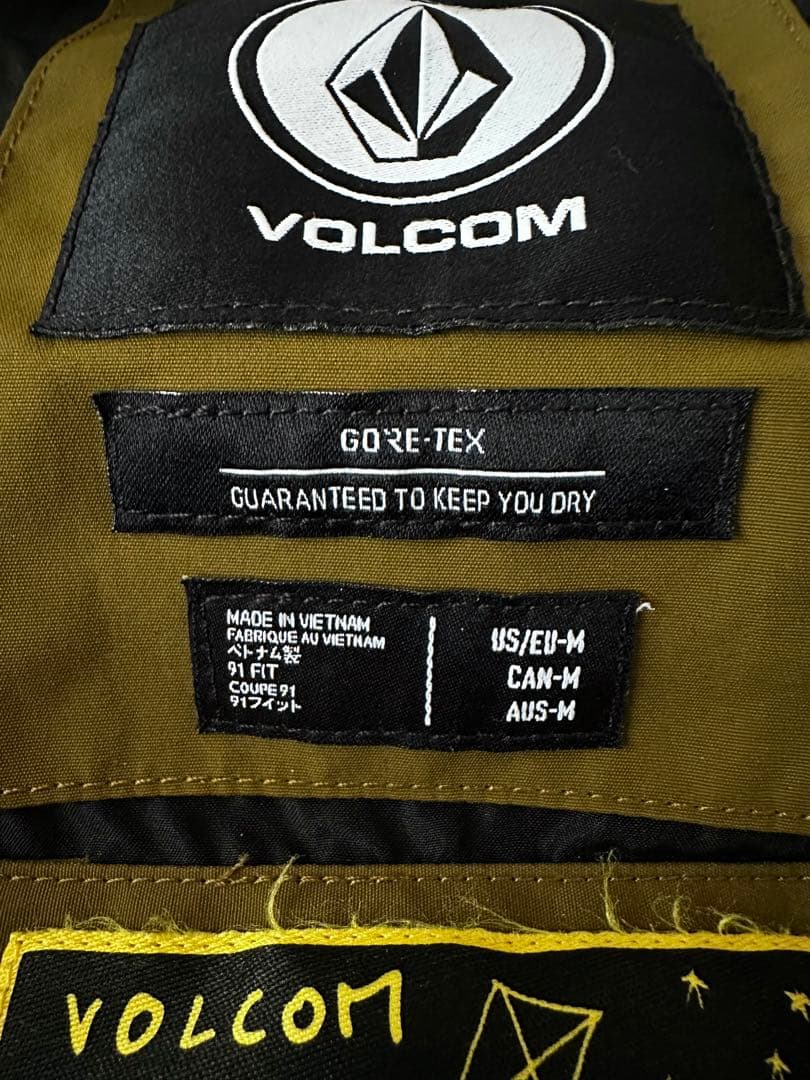 VOLCOM
GORE-TEX
GUARANTEED TO KEEP YOU DRY
MADE IN VIETNAM
FABRIQUE AU VIETNAM
ベトナム製
91 FIT
COUPE 91
91フィット
US/EU-M
CAN-M
AUS-M
VOLCOM